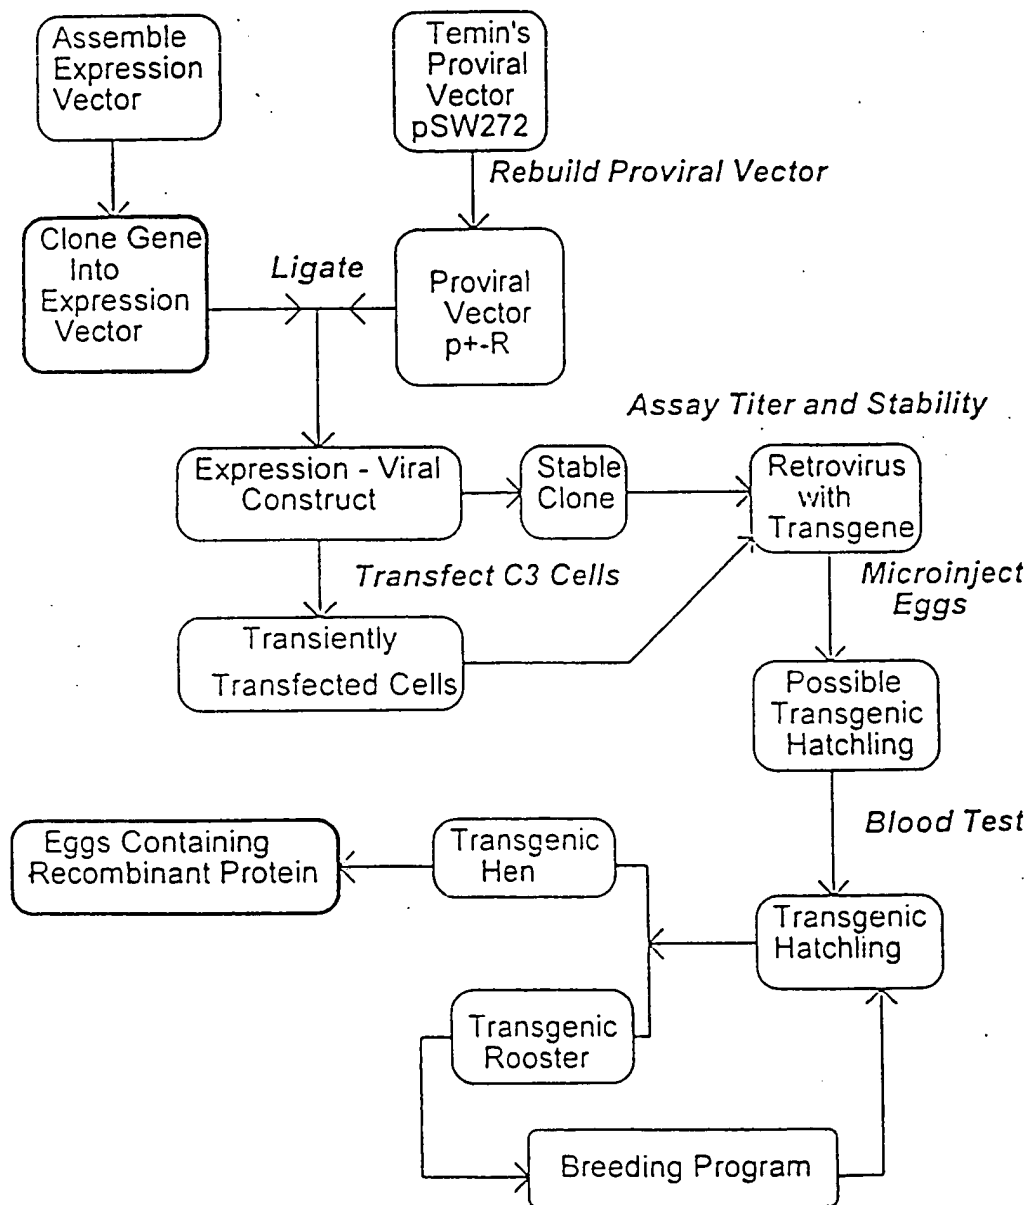 Assemble
Expression
Vector
Temin's
Proviral
Vector
pSW272
Rebuild Proviral Vector
Clone Gene
Into
Expression
Vector
Ligate
Proviral
Vector
p+-R
Assay Titer and Stability
Expression - Viral
Construct
Stable
Clone
Retrovirus
with
Transgene
Transfect C3 Cells
Microinject
Eggs
Transiently
Transfected Cells
Possible
Transgenic
Hatchling
Blood Test
Eggs Containing
Recombinant Protein
Transgenic
Hen
Transgenic
Hatchling
Transgenic
Rooster
Breeding Program